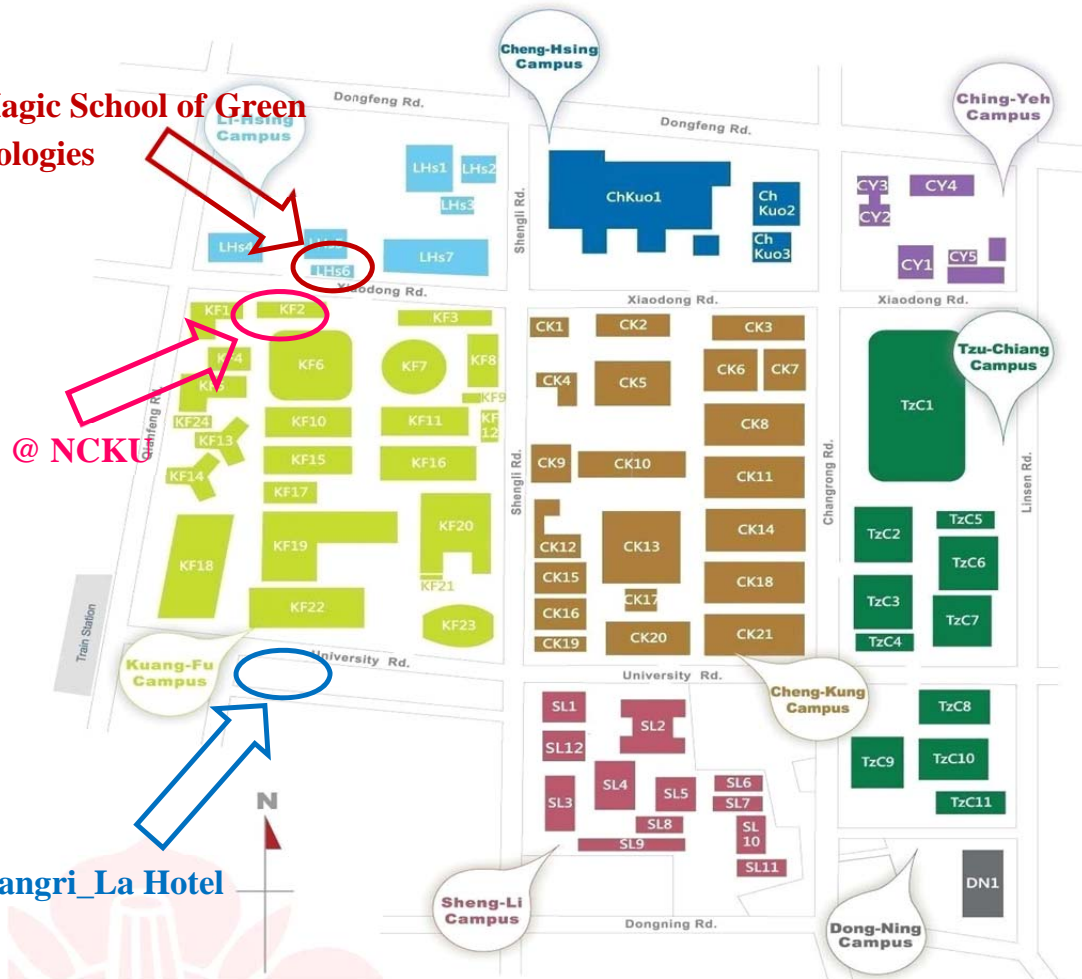 Cheng-Hsing
Campus
Dongfeng Rd.
Dongfeng Rd.
Ching-Yeh
Campus
Magic School of Green
ologies
Li-Hsing
Campus
LHs1
LHs2
LHs3
LHs4
LHs6
LHs7
Shengli Rd.
ChKuo1
Ch
Kuo2
Ch
Kuo3
CY3
CY2
CY4
CY1
CY5
Xiaodong Rd.
Xiaodong Rd.
Xiaodong Rd.
KF1
KF2
KF3
KF4
KF6
KF7
KF8
KF9
KF24
KF10
KF11
KF
12
KF13
KF14
KF15
KF16
KF17
KF18
KF19
KF20
KF21
KF22
KF23
Qianfeng Rd.
@ NCKU
Shengli Rd.
CK1
CK2
CK3
CK4
CK5
CK6
CK7
CK8
CK9
CK10
CK11
CK12
CK13
CK14
CK15
CK16
CK17
CK18
CK19
CK20
CK21
Changrong Rd.
Tzu-Chiang
Campus
TzC1
Linsen Rd.
TzC2
TzC5
TzC6
TzC3
TzC7
TzC4
Train Station
Kuang-Fu
Campus
University Rd.
University Rd.
Cheng-Kung
Campus
SL1
SL2
SL12
SL3
SL4
SL5
SL6
SL7
SL8
SL9
SL
10
SL11
TzC8
TzC9
TzC10
TzC11
N
angri_La Hotel
Sheng-Li
Campus
Dongning Rd.
Dong-Ning
Campus
DN1